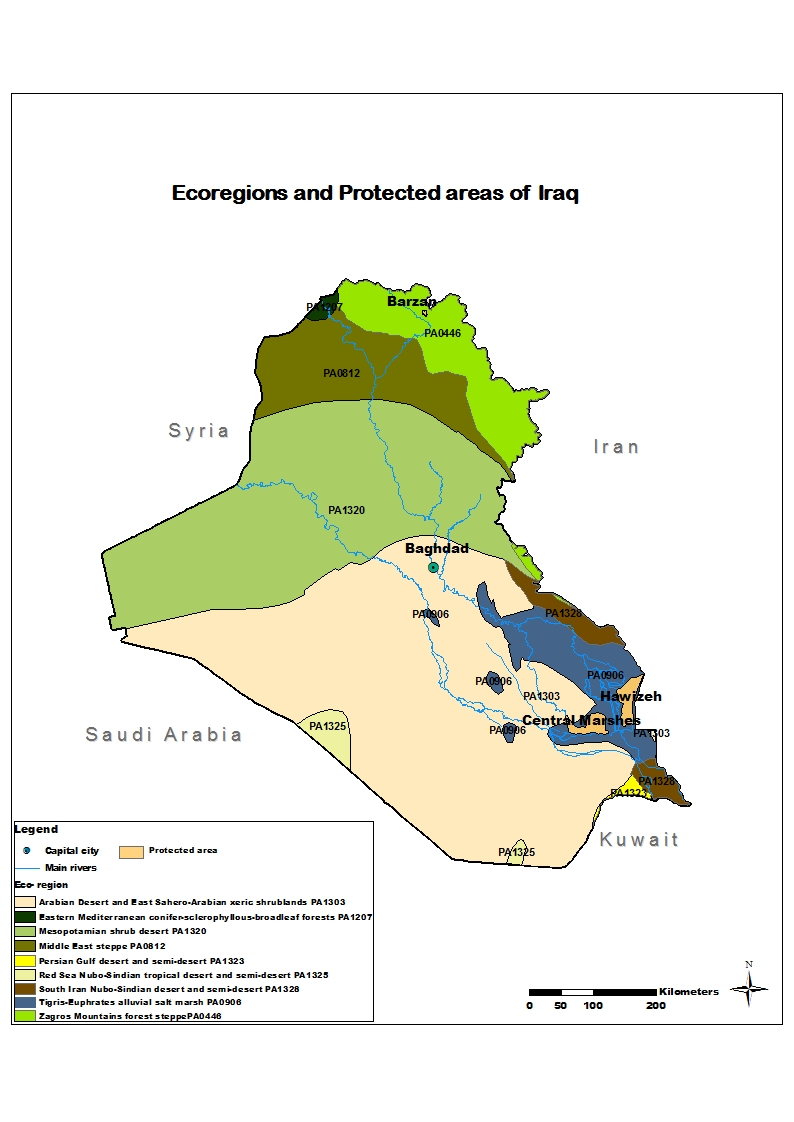 Ecoregions and Protected areas of Iraq
PA1207
Barzan
PA0446
PA0812
Syria
Iran
PA1320
Baghdad
PA0906
PA1328
PA0906
PA0906
Hawizeh
PA1303
Central Marshes
PA0906
PA1303
PA1325
Saudi Arabia
PA1328
PA1323
Kuwait
PA1325
Legend
Capital city
Protected area
Main rivers
Eco-region
Arabian Desert and East Sahero-Arabian xeric shrublands PA1303
Eastern Mediterranean conifer-sclerophyllous-broadleaf forests PA1207
Mesopotamian shrub desert PA1320
Middle East steppe PA0812
Persian Gulf desert and semi-desert PA1323
Red Sea Nubo-Sindian tropical desert and semi-desert PA1325
South Iran Nubo-Sindian desert and semi-desert PA1328
Tigris-Euphrates alluvial salt marsh PA0906
Zagros Mountains forest steppePA0446
N
Kilometers
0 50 100 200